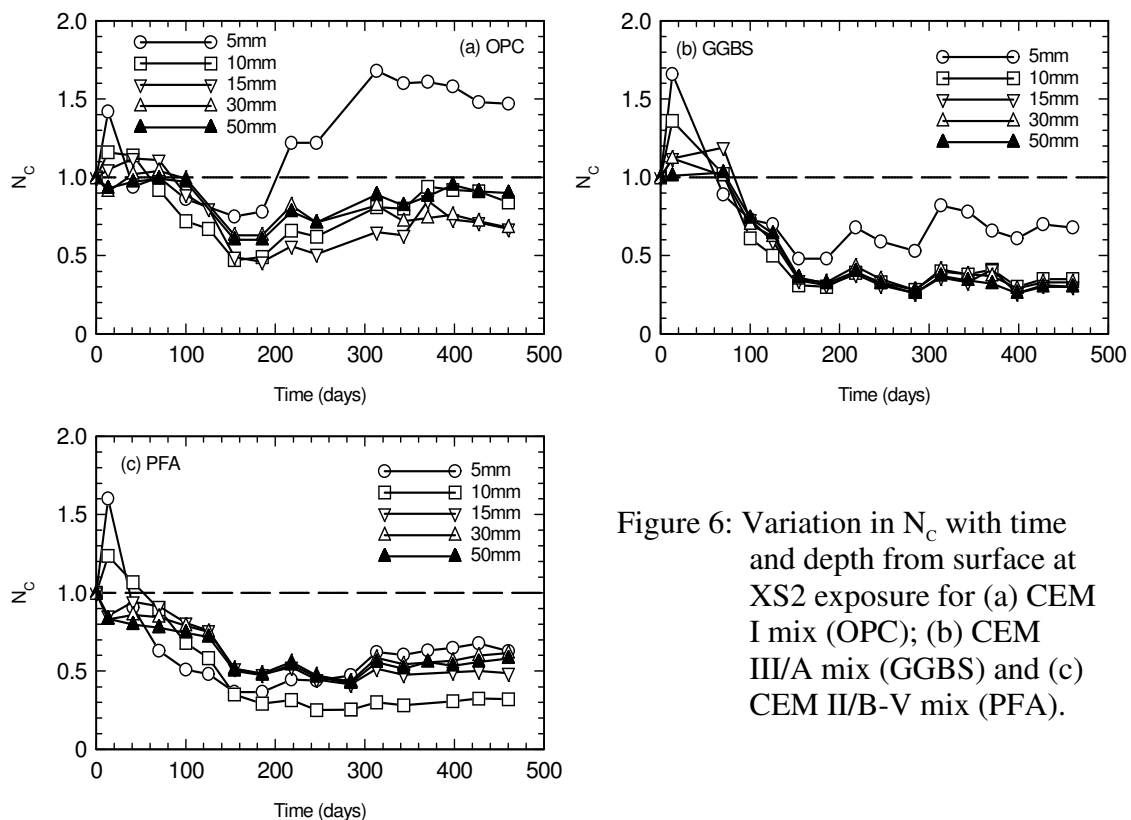 2.0
1.5
1.0
0.5
0
N_C
(a) OPC
5mm
10mm
15mm
30mm
50mm
0 100 200 300 400 500
Time (days)
2.0
1.5
1.0
0.5
0
N_C
(b) GGBS
5mm
10mm
15mm
30mm
50mm
0 100 200 300 400 500
Time (days)
2.0
1.5
1.0
0.5
0
N_C
(c) PFA
5mm
10mm
15mm
30mm
50mm
0 100 200 300 400 500
Time (days)
Figure 6: Variation in N_c with time
and depth from surface at
XS2 exposure for (a) CEM
I mix (OPC); (b) CEM
III/A mix (GGBS) and (c)
CEM II/B-V mix (PFA).